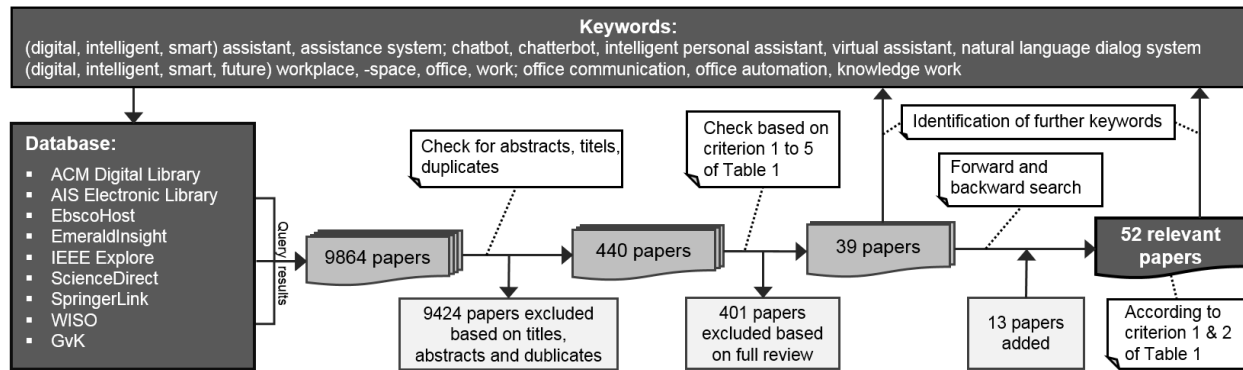 Keywords:
(digital, intelligent, smart) assistant, assistance system; chatbot, chatterbot, intelligent personal assistant, virtual assistant, natural language dialog system
(digital, intelligent, smart, future) workplace, -space, office, work; office communication, office automation, knowledge work
Database:
▪ ACM Digital Library
▪ AIS Electronic Library
▪ EbscoHost
▪ EmeraldInsight
▪ IEEE Explore
▪ ScienceDirect
▪ SpringerLink
▪ WISO
▪ GvK
Query results
9864 papers
Check for abstracts, titels,
duplicates
9424 papers excluded
based on titles,
abstracts and dublicates
440 papers
Check based on
criterion 1 to 5
of Table 1
401 papers
excluded based
on full review
39 papers
Identification of further keywords
Forward and
backward search
13 papers
added
52 relevant
papers
According to
criterion 1 & 2
of Table 1